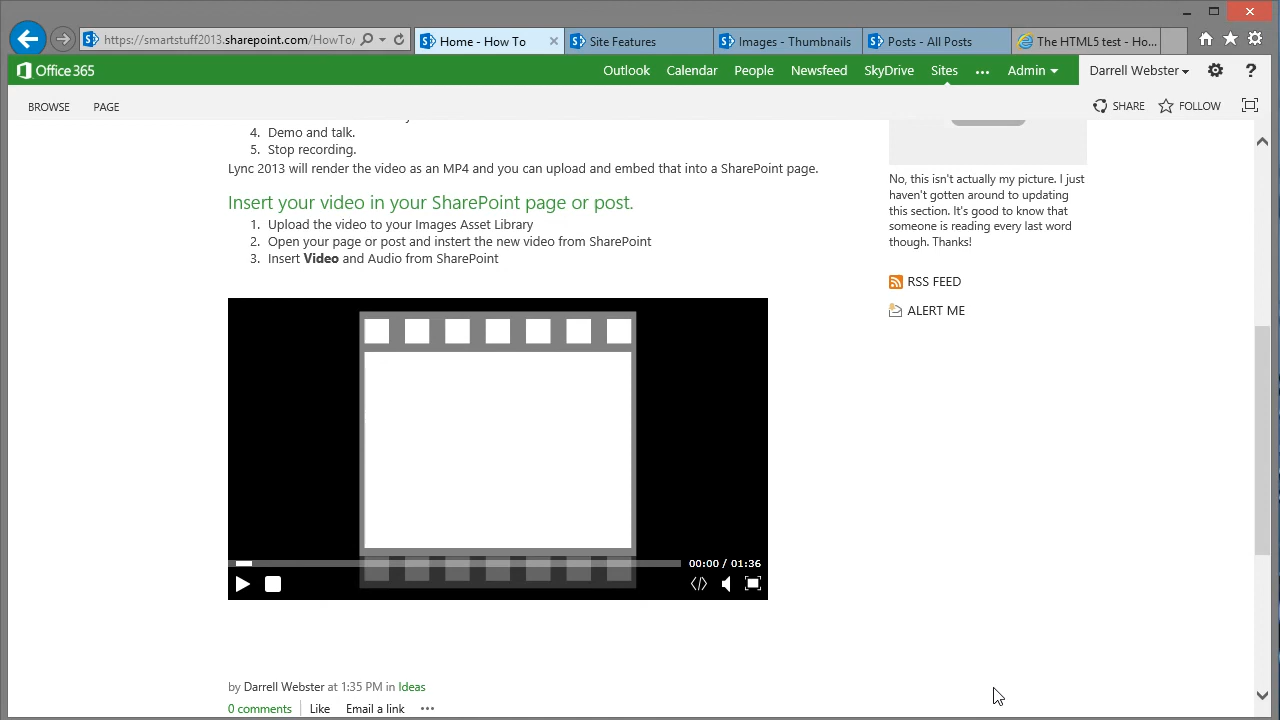 https://smartstuff2013.sharepoint.com/HowTo/
Home - How To
Site Features
Images - Thumbnails
Posts - All Posts
The HTML5 test - Ho...
Office 365
Outlook
Calendar
People
Newsfeed
SkyDrive
Sites
...
Admin
Darrell Webster
?
BROWSE
PAGE
SHARE
FOLLOW
4. Demo and talk.
5. Stop recording.
Lync 2013 will render the video as an MP4 and you can upload and embed that into a SharePoint page.
Insert your video in your SharePoint page or post.
1. Upload the video to your Images Asset Library
2. Open your page or post and instert the new video from SharePoint
3. Insert Video and Audio from SharePoint
00:00 / 01:36
</>
by Darrell Webster at 1:35 PM in Ideas
0 comments
Like
Email a link
...
No, this isn't actually my picture. I just
haven't gotten around to updating
this section. It's good to know that
someone is reading every last word
though. Thanks!
RSS FEED
ALERT ME